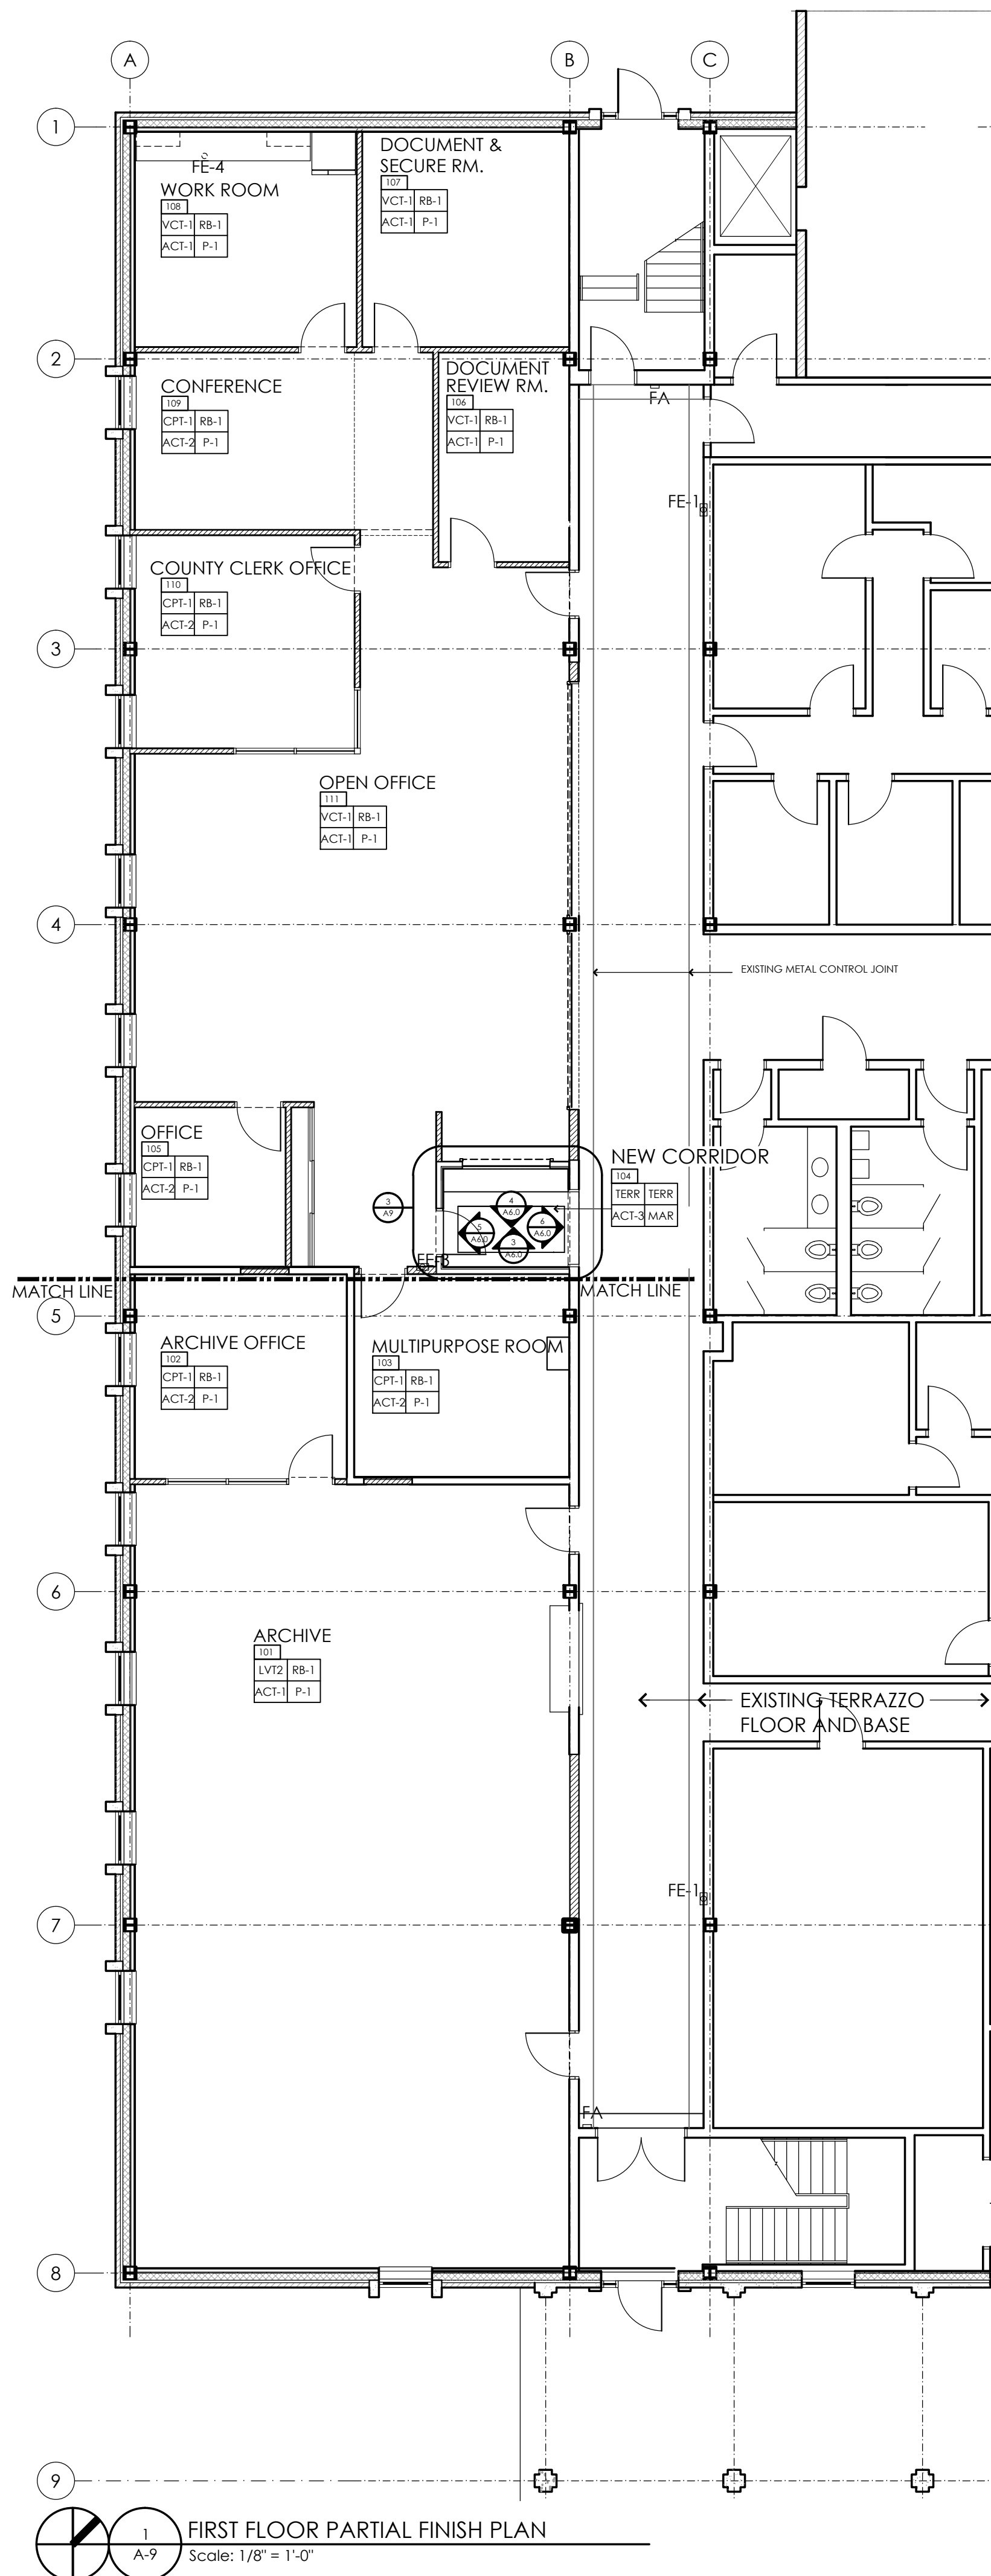 A
B
C
1
FE-4
WORK ROOM
108
VCT-1 RB-1
ACT-1 P-1
DOCUMENT &
SECURE RM.
107
VCT-1 RB-1
ACT-1 P-1
2
CONFERENCE
109
CPT-1 RB-1
ACT-2 P-1
DOCUMENT
REVIEW RM.
106
VCT-1 RB-1
ACT-1 P-1
FA
FE-1
COUNTY CLERK OFFICE
110
CPT-1 RB-1
ACT-2 P-1
3
OPEN OFFICE
111
VCT-1 RB-1
ACT-1 P-1
4
EXISTING METAL CONTROL JOINT
OFFICE
105
CPT-1 RB-1
ACT-2 P-1
NEW CORRIDOR
104
TERR TERR
ACT-3 MAR
3
A9
4
A6.0
5
A6.0
6
A6.0
3
A6.0
MATCH LINE
MATCH LINE
5
ARCHIVE OFFICE
102
CPT-1 RB-1
ACT-2 P-1
MULTIPURPOSE ROOM
103
CPT-1 RB-1
ACT-2 P-1
6
ARCHIVE
101
LVT2 RB-1
ACT-1 P-1
EXISTING TERRAZZO
FLOOR AND BASE
FE-1
7
FA
8
9
1
A-9
FIRST FLOOR PARTIAL FINISH PLAN
Scale: 1/8" = 1'-0"